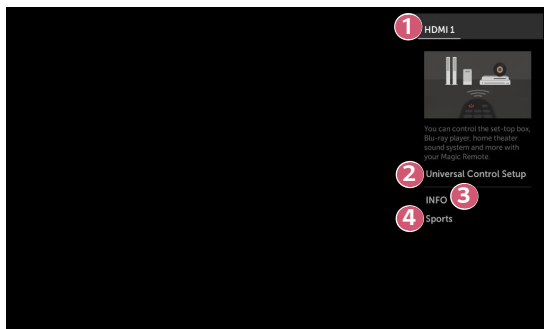 1 HDMI 1
You can control the set-top box,
Blu-ray player, home theater
sound system and more with
your Magic Remote.
2 Universal Control Setup
INFO 3
4 Sports